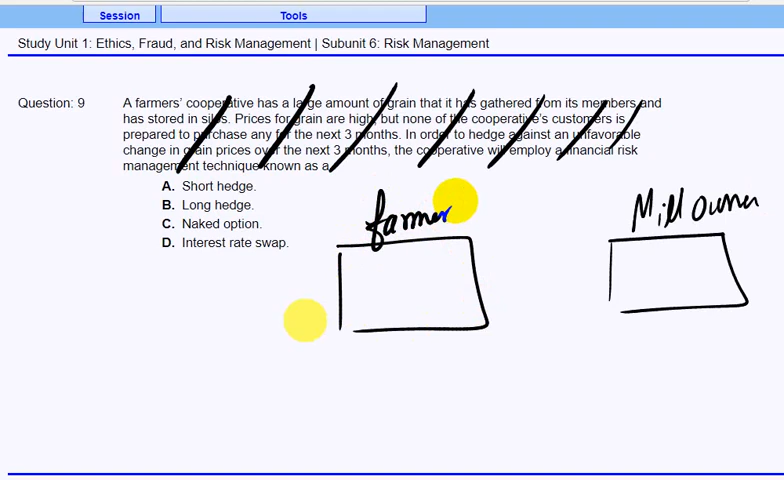 Session Tools
Study Unit 1: Ethics, Fraud, and Risk Management | Subunit 6: Risk Management
Question: 9 A farmers' cooperative has a large amount of grain that it has gathered from its members and
has stored in silos. Prices for grain are high, but none of the cooperative's customers is
prepared to purchase any for the next 3 months. In order to hedge against an unfavorable
change in grain prices over the next 3 months, the cooperative will employ a financial risk
management technique known as a
A. Short hedge.
B. Long hedge.
C. Naked option.
D. Interest rate swap.
farmer Mill owner